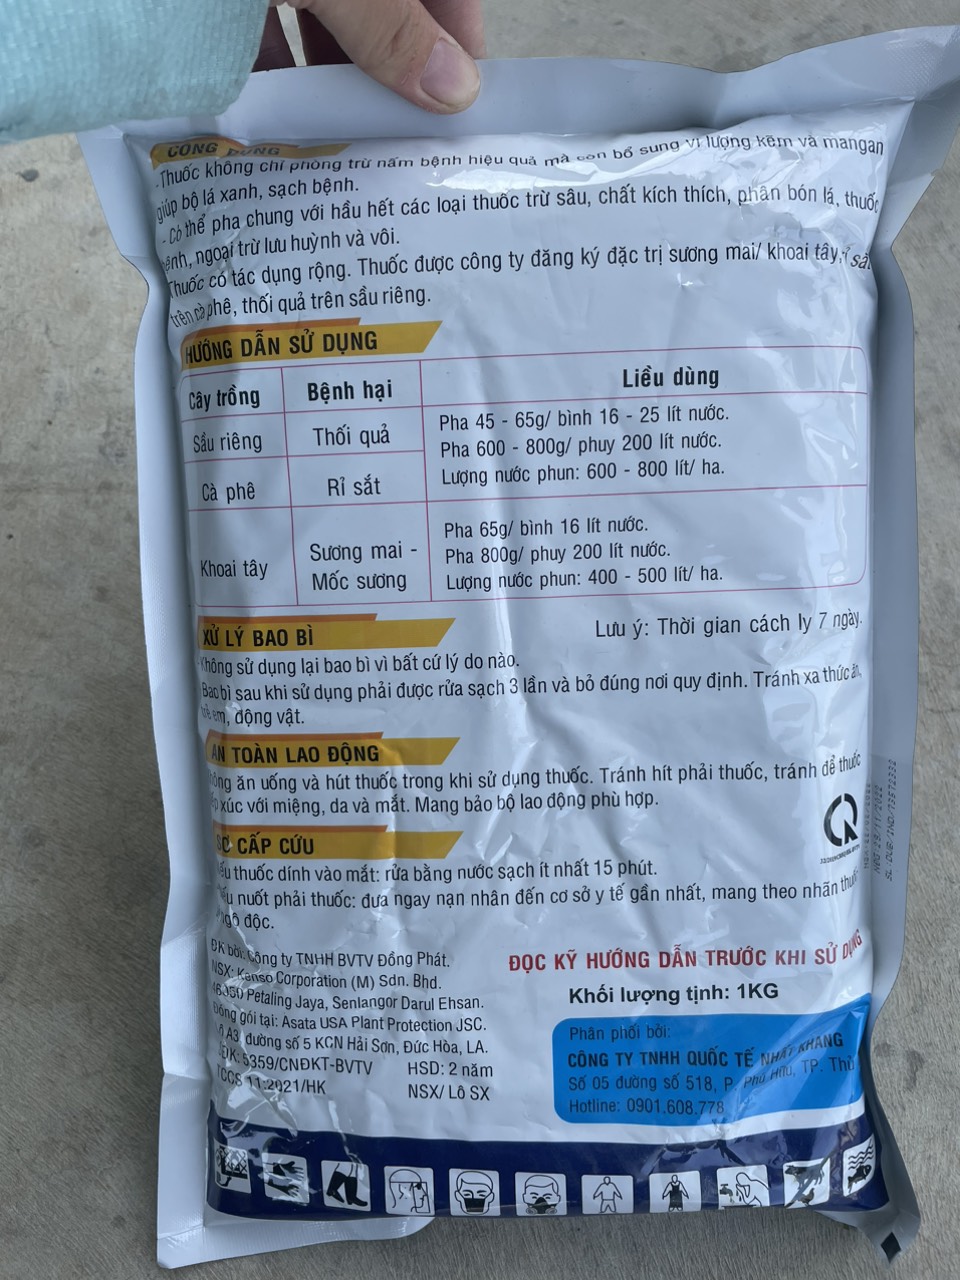 CÔNG DỤNG
-Thuốc không chỉ phòng trừ nấm bệnh hiệu quả mà còn bổ sung vi lượng kẽm và mangan
giúp bộ lá xanh, sạch bệnh.
- Có thể pha chung với hầu hết các loại thuốc trừ sâu, chất kích thích, phân bón lá, thuốc
bệnh, ngoại trừ lưu huỳnh và vôi.
Thuốc có tác dụng rộng. Thuốc được công ty đăng ký đặc trị sương mai/ khoai tây, rỉ sắt
trên cà phê, thối quả trên sầu riêng.
HƯỚNG DẪN SỬ DỤNG
Cây trồng Bệnh hại Liều dùng
Sầu riêng Thối quả
Cà phê Rỉ sắt
Pha 45 - 65g/ bình 16 - 25 lít nước.
Pha 600 - 800g/ phuy 200 lít nước.
Lượng nước phun: 600 - 800 lít/ ha.
Khoai tây
Sương mai -
Mốc sương
Pha 65g/ bình 16 lít nước.
Pha 800g/ phuy 200 lít nước.
Lượng nước phun: 400 - 500 lít/ ha.
Lưu ý: Thời gian cách ly 7 ngày.
XỬ LÝ BAO BÌ
-Không sử dụng lại bao bì vì bất cứ lý do nào.
Bao bì sau khi sử dụng phải được rửa sạch 3 lần và bỏ đúng nơi quy định. Tránh xa thức ăn,
trẻ em, động vật.
AN TOÀN LAO ĐỘNG
Không ăn uống và hút thuốc trong khi sử dụng thuốc. Tránh hít phải thuốc, tránh để thuốc
tiếp xúc với miệng, da và mắt. Mang bảo bộ lao động phù hợp.
SƠ CẤP CỨU
Nếu thuốc dính vào mắt: rửa bằng nước sạch ít nhất 15 phút.
Nếu nuốt phải thuốc: đưa ngay nạn nhân đến cơ sở y tế gần nhất, mang theo nhãn thuốc
ngộ độc.
ĐK bởi: Công ty TNHH BVTV Đồng Phát.
NSX: Kenso Corporation (M) Sdn. Bhd.
46050 Petaling Jaya, Senlangor Darul Ehsan.
Đóng gói tại: Asata USA Plant Protection JSC.
A3, đường số 5 KCN Hải Sơn, Đức Hòa, LA.
5359/CNĐKT-BVTV HSD: 2 năm
TCCS 11:2021/HK NSX/ Lô SX
ĐỌC KỸ HƯỚNG DẪN TRƯỚC KHI SỬ DỤNG
Khối lượng tịnh: 1KG
Phân phối bởi:
CÔNG TY TNHH QUỐC TẾ NHẤT KHANG
Số 05 đường số 518, P. Phú Hữu, TP. Thủ
Hotline: 0901.608.778